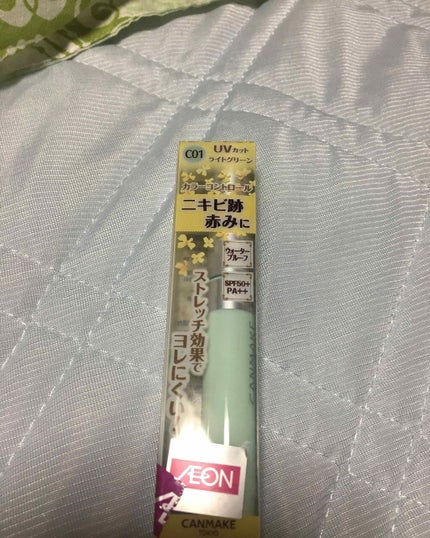 C01
UVカット
ライトグリーン
カラーコントロール
ニキビ跡
赤みに
ウォーター
プルーフ
SPF50+
PA++
ストレッチ効果で
ヨレにくい
CANMAKE
ÆON
CANMAKE
TOKYO